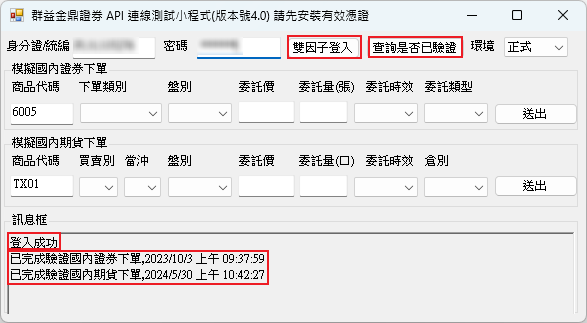 群益金鼎證券 API 連線測試小程式(版本號4.0) 請先安裝有效憑證
身分證/統編 密碼 雙因子登入 查詢是否已驗證 環境 正式
模擬國內證券下單
商品代碼 下單類別 盤別 委託價 委託量(張) 委託時效 委託類型
6005 送出
模擬國內期貨下單
商品代碼 買賣別 當沖 盤別 委託價 委託量(口) 委託時效 倉別
TX01 送出
訊息框
登入成功
已完成驗證國內證券下單,2023/10/3 上午 09:37:59
已完成驗證國內期貨下單,2024/5/30 上午 10:42:27